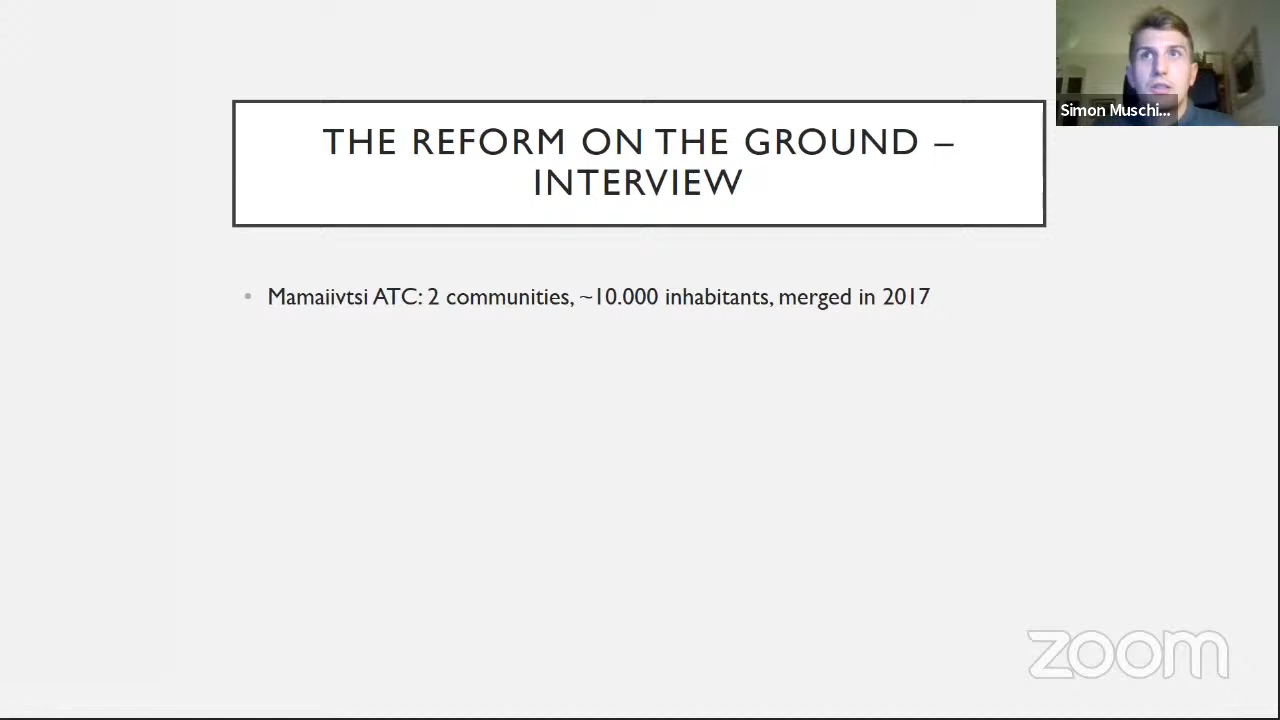 THE REFORM ON THE GROUND –
INTERVIEW
Simon Muschi...
• Mamaiivtsi ATC: 2 communities, ~10.000 inhabitants, merged in 2017
zoom